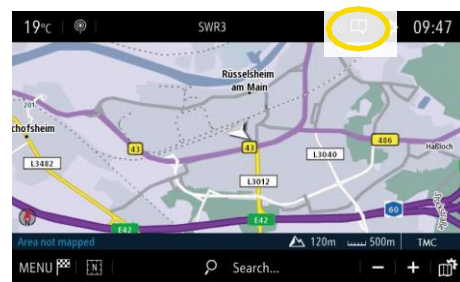 19°C
SWR3
09:47
Rüsselsheim
am Main
201
chofsheim
43
43
486
Haßloch
L3482
L3040
L3012
60
E42
E42
Area not mapped
120m
500m
TMC
MENU
N
Search...
- +